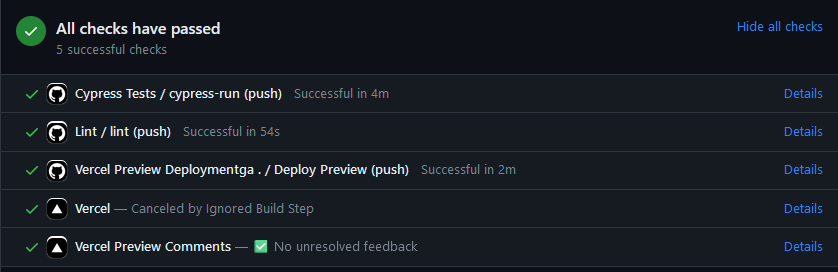 All checks have passed
Hide all checks
5 successful checks
Cypress Tests / cypress-run (push) Successful in 4m Details
Lint / lint (push) Successful in 54s Details
Vercel Preview Deploymentga . / Deploy Preview (push) Successful in 2m Details
Vercel — Canceled by Ignored Build Step Details
Vercel Preview Comments — ✅ No unresolved feedback Details